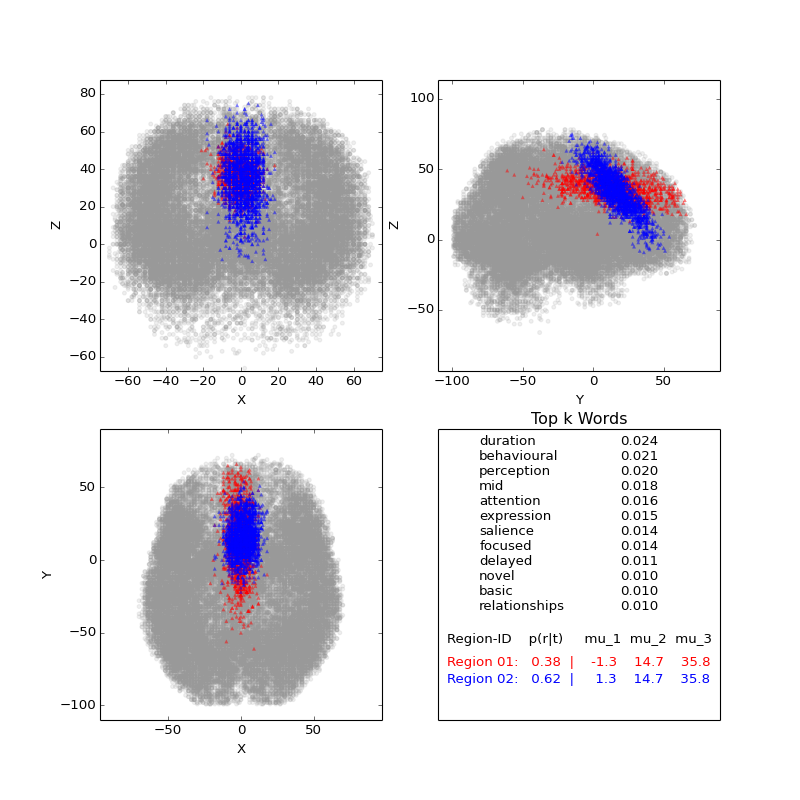 80
60
40
20
0
−20
−40
−60
Z
−60 −40 −20 0 20 40 60
X
100
50
0
−50
Z
−100 −50 0 50
Y
50
0
−50
−100
Y
−50 0 50
X
Top k Words
duration 0.024
behavioural 0.021
perception 0.020
mid 0.018
attention 0.016
expression 0.015
salience 0.014
focused 0.014
delayed 0.011
novel 0.010
basic 0.010
relationships 0.010
Region-ID p(r|t) mu_1 mu_2 mu_3
Region 01: 0.38 | -1.3 14.7 35.8
Region 02: 0.62 | 1.3 14.7 35.8